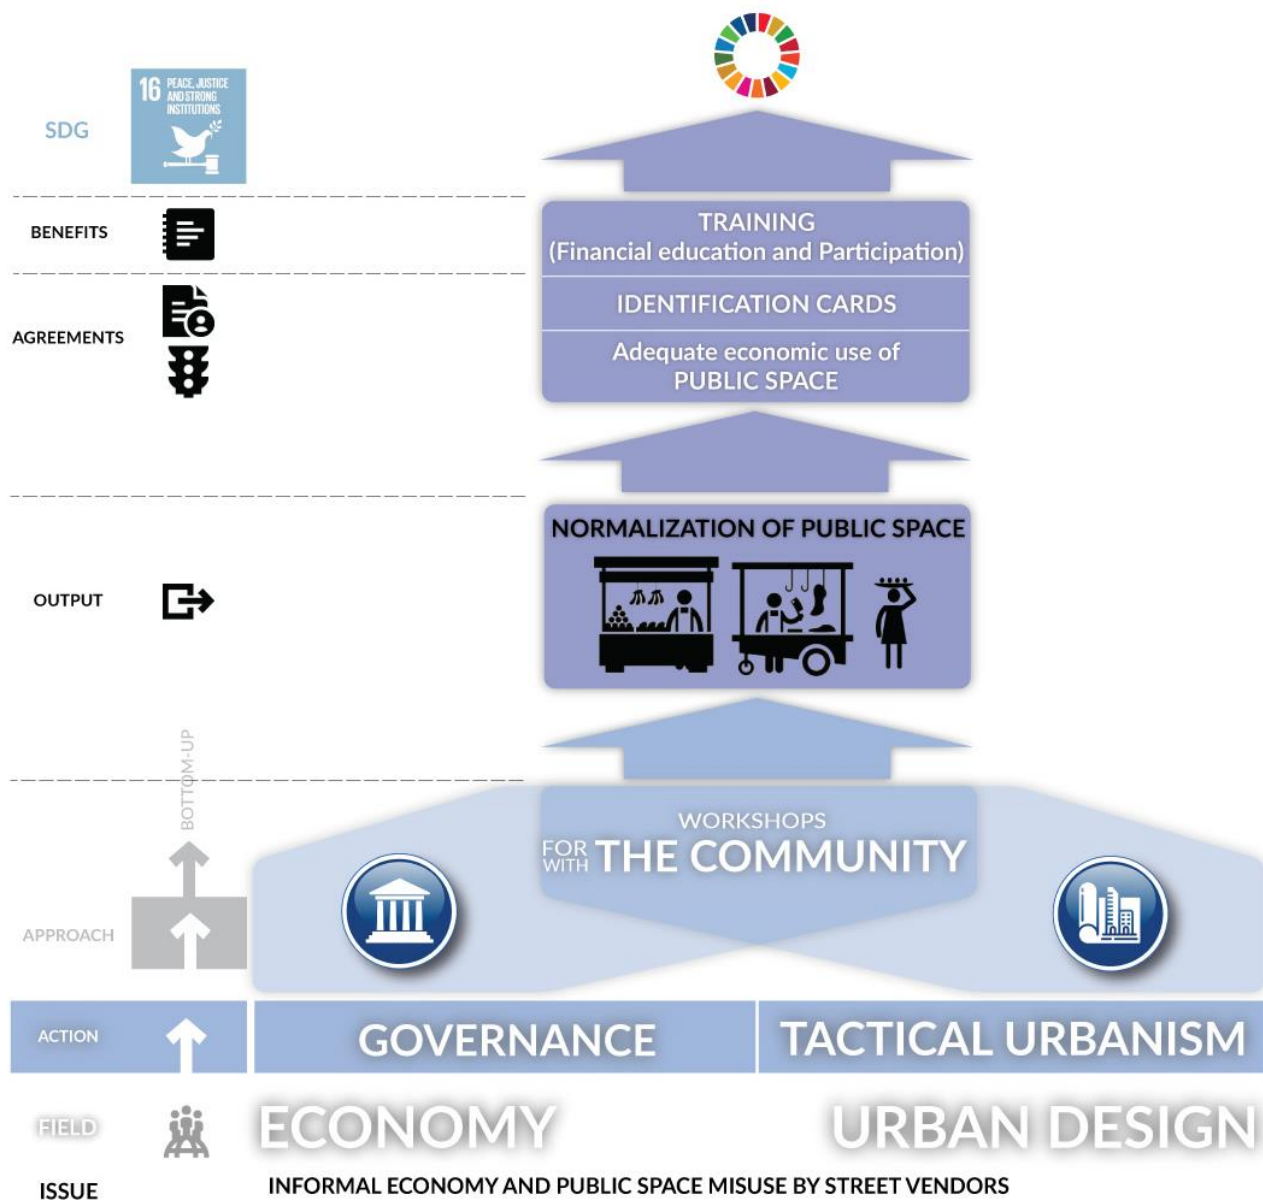 16 PEACE, JUSTICE
AND STRONG
INSTITUTIONS
SDG
BENEFITS
TRAINING
(Financial education and Participation)
AGREEMENTS
IDENTIFICATION CARDS
Adequate economic use of
PUBLIC SPACE
OUTPUT
NORMALIZATION OF PUBLIC SPACE
BOTTOM-UP
APPROACH
WORKSHOPS
FOR
WITH THE COMMUNITY
ACTION
GOVERNANCE
TACTICAL URBANISM
FIELD
ECONOMY
URBAN DESIGN
ISSUE
INFORMAL ECONOMY AND PUBLIC SPACE MISUSE BY STREET VENDORS